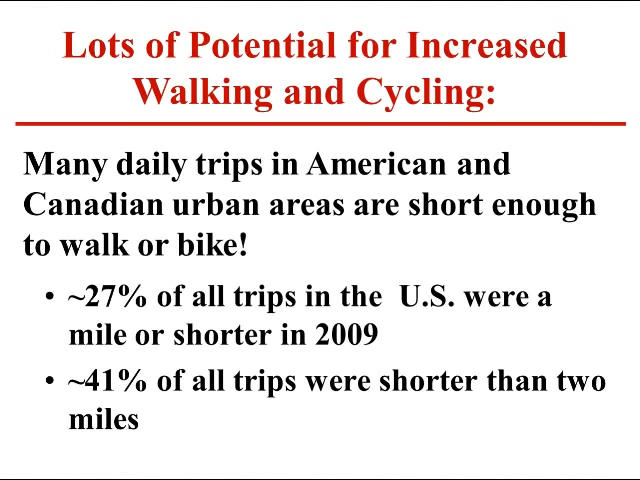 Lots of Potential for Increased
Walking and Cycling:
Many daily trips in American and
Canadian urban areas are short enough
to walk or bike!
• ~27% of all trips in the U.S. were a
mile or shorter in 2009
• ~41% of all trips were shorter than two
miles